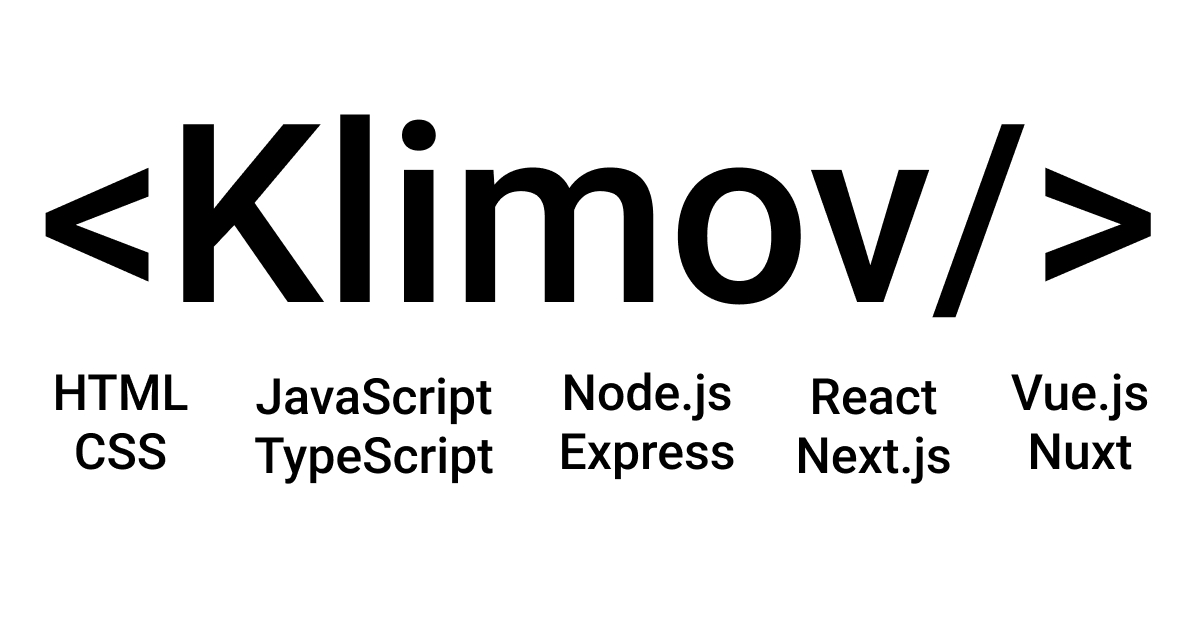 <Klimov/>
HTML
CSS
JavaScript
TypeScript
Node.js
Express
React
Next.js
Vue.js
Nuxt